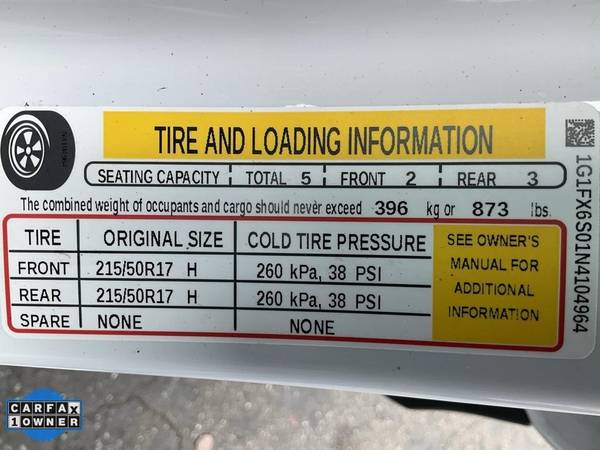 TIRE AND LOADING INFORMATION
SEATING CAPACITY TOTAL 5 FRONT 2 REAR 3
The combined weight of occupants and cargo should never exceed 396 kg or 873 lbs.
TIRE ORIGINAL SIZE COLD TIRE PRESSURE
FRONT 215/50R17 H 260 kPa, 38 PSI
REAR 215/50R17 H 260 kPa, 38 PSI
SPARE NONE NONE
SEE OWNER'S
MANUAL FOR
ADDITIONAL
INFORMATION
1G1FX6S01N4104964
CARFAX
1 OWNER